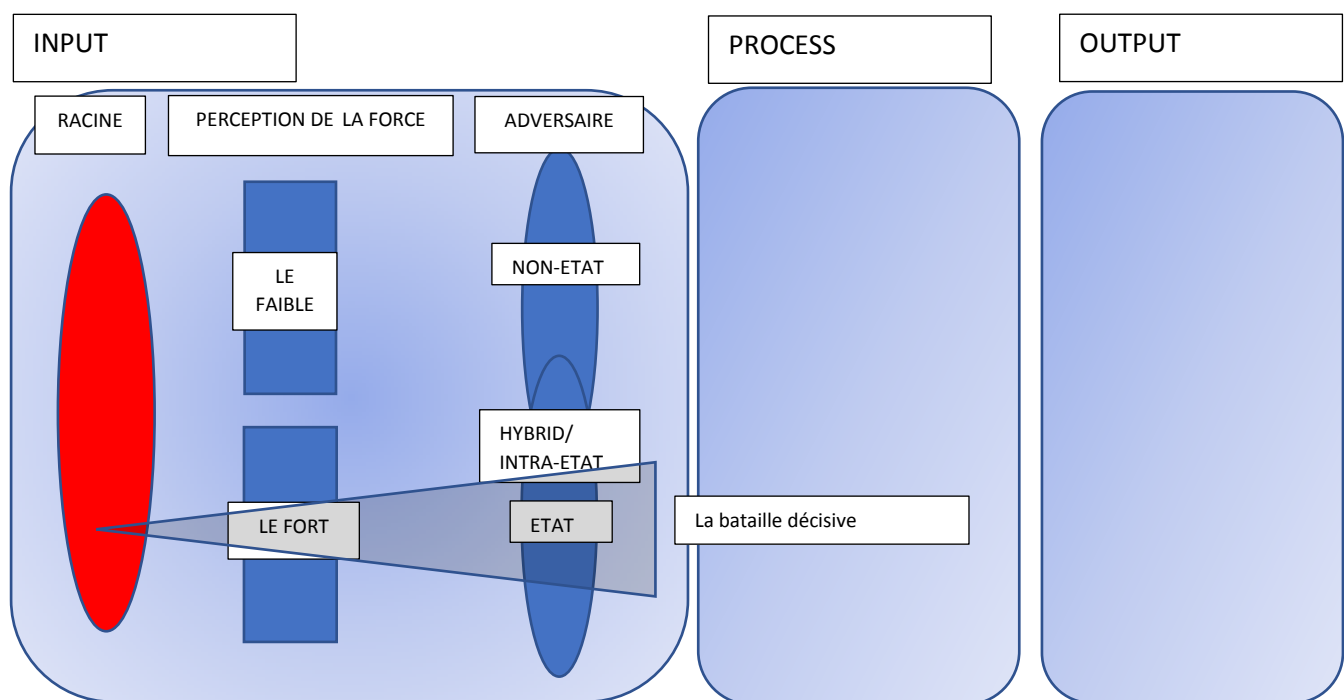 INPUT
PROCESS
OUTPUT
RACINE
PERCEPTION DE LA FORCE
ADVERSAIRE
LE
FAIBLE
NON-ETAT
HYBRID/
INTRA-ETAT
LE FORT
ETAT
La bataille décisive